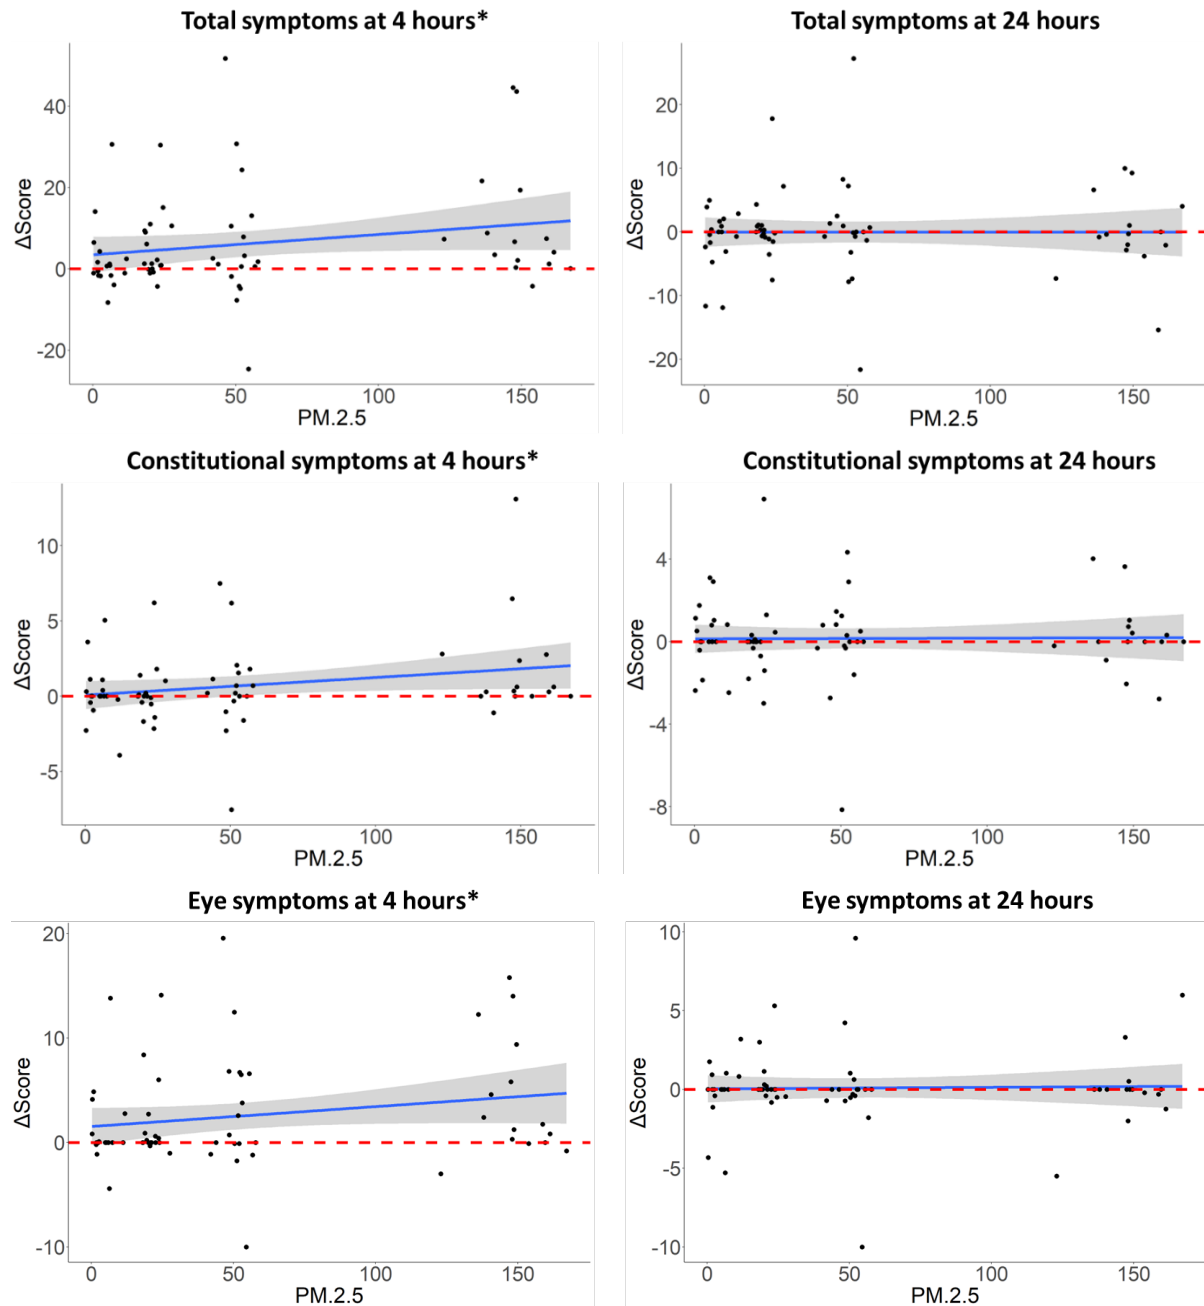 Total symptoms at 4 hours*
Total symptoms at 24 hours
ΔScore
40
20
0
-20
0 50 100 150
PM.2.5
ΔScore
20
10
0
-10
-20
0 50 100 150
PM.2.5
Constitutional symptoms at 4 hours*
Constitutional symptoms at 24 hours
ΔScore
10
5
0
-5
0 50 100 150
PM.2.5
ΔScore
4
0
-4
-8
0 50 100 150
PM.2.5
Eye symptoms at 4 hours*
Eye symptoms at 24 hours
ΔScore
20
10
0
-10
0 50 100 150
PM.2.5
ΔScore
10
5
0
-5
-10
0 50 100 150
PM.2.5